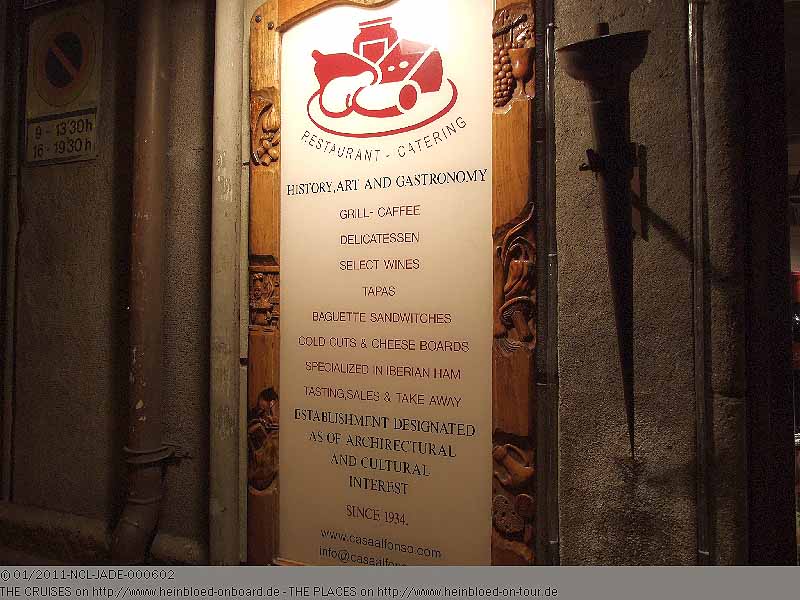 9 - 13'30 h
16 - 19'30 h
RESTAURANT - CATERING
HISTORY,ART AND GASTRONOMY
GRILL- CAFFEE
DELICATESSEN
SELECT WINES
TAPAS
BAGUETTE SANDWITCHES
COLD CUTS & CHEESE BOARDS
SPECIALIZED IN IBERIAN HAM
TASTING,SALES & TAKE AWAY
ESTABLISHMENT DESIGNATED
AS OF ARCHIRECTURAL
AND CULTURAL
INTEREST
SINCE 1934.
www.casaalfonso.com
info@casaalfonso
©01/2011-NCL-JADE-000602
THE CRUISES on http://www.heinbloed-onboard.de - THE PLACES on http://www.heinbloed-on-tour.de